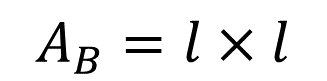 A_B = l × l